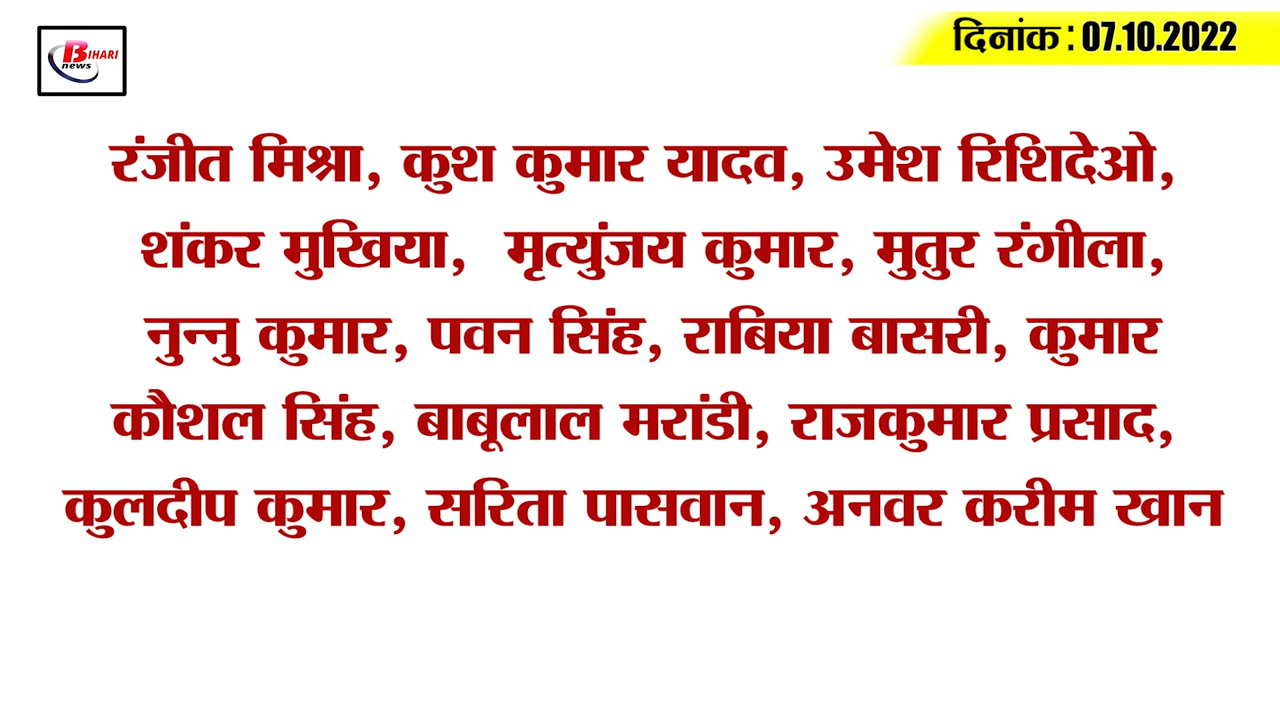 BIHARI
news
दिनांक : 07.10.2022
रंजीत मिश्रा, कुश कुमार यादव, उमेश रिशिदेओ,
शंकर मुखिया, मृत्युंजय कुमार, मुतुर रंगीला,
नुन्नु कुमार, पवन सिंह, राबिया बासरी, कुमार
कौशल सिंह, बाबूलाल मरांडी, राजकुमार प्रसाद,
कुलदीप कुमार, सरिता पासवान, अनवर करीम खान